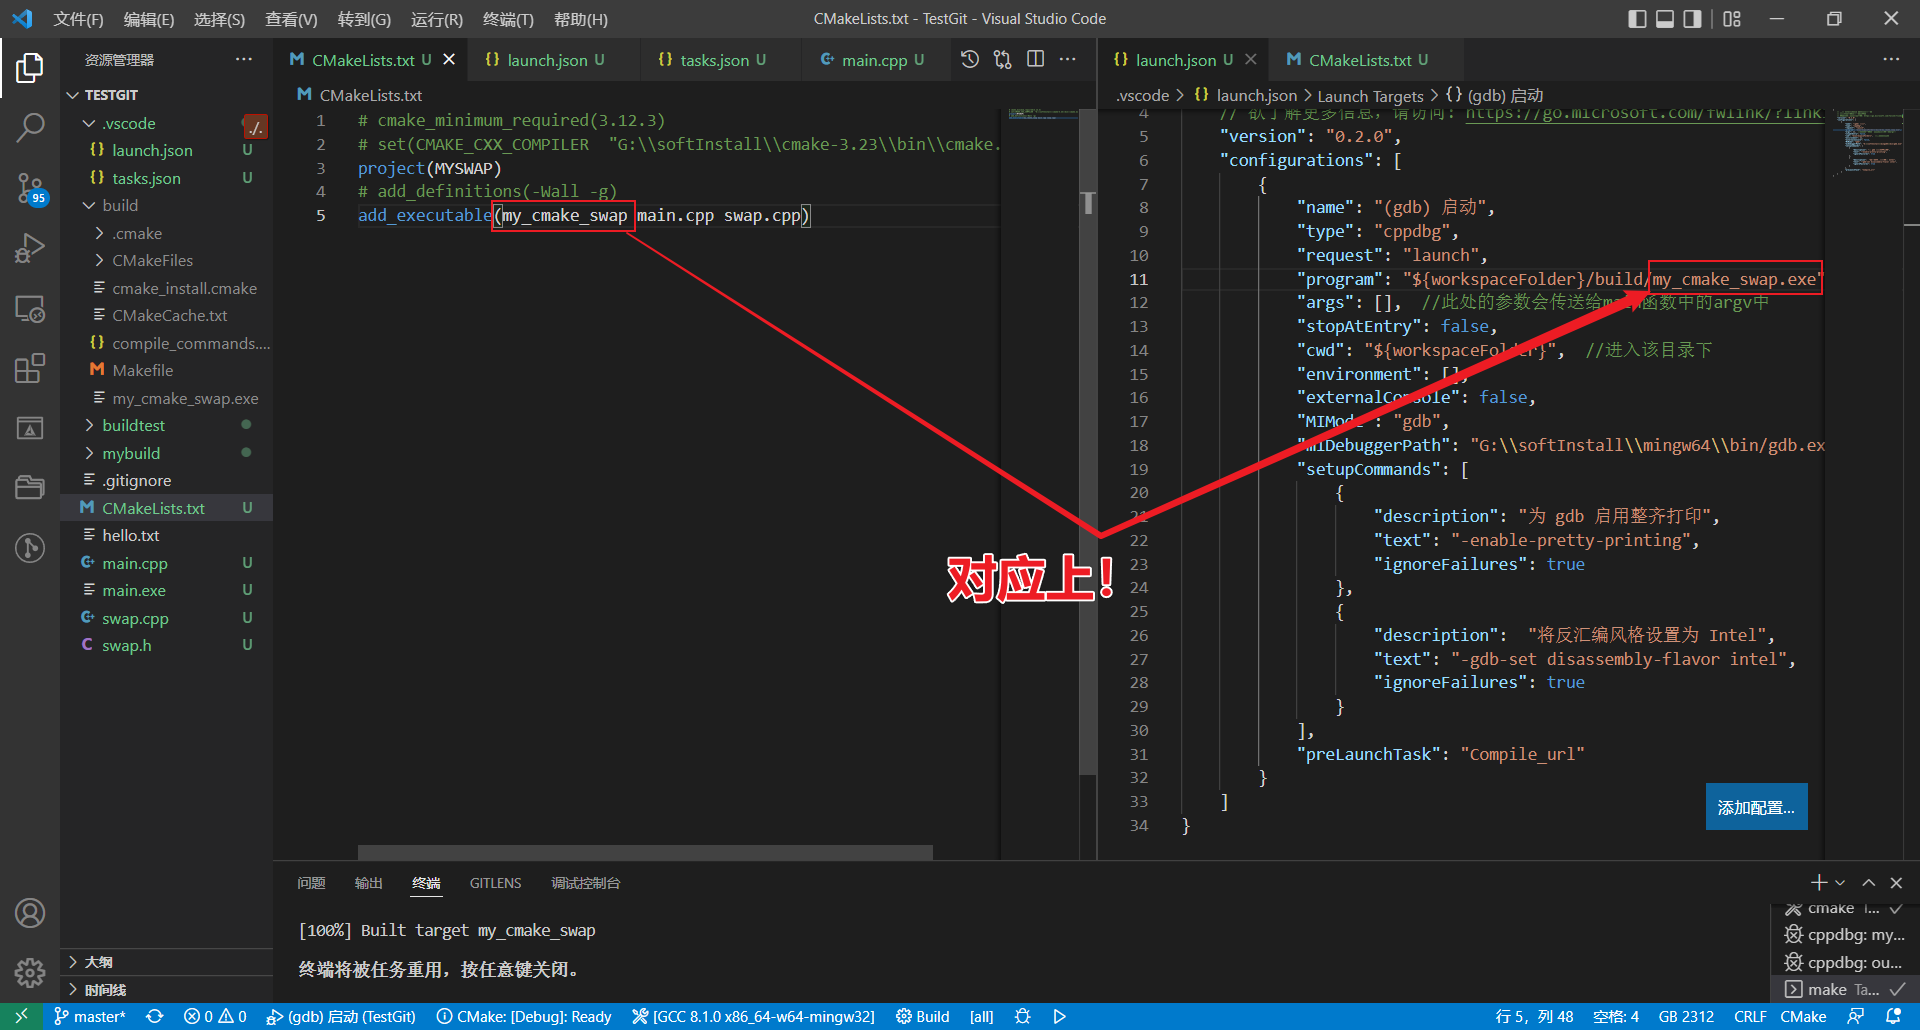 文件(F) 编辑(E) 选择(S) 查看(V) 转到(G) 运行(R) 终端(T) 帮助(H)
CMakeLists.txt - TestGit - Visual Studio Code
资源管理器
TESTGIT
.vscode
launch.json U
tasks.json U
build
.cmake
CMakeFiles
cmake_install.cmake
CMakeCache.txt
compile_commands....
Makefile
my_cmake_swap.exe
buildtest
mybuild
.gitignore
CMakeLists.txt U
hello.txt
main.cpp U
main.exe U
swap.cpp U
swap.h U
大纲
时间线
95
CMakeLists.txt U
launch.json U
tasks.json U
main.cpp U
CMakeLists.txt
1 # cmake_minimum_required(3.12.3)
2 # set(CMAKE_CXX_COMPILER "G:\\softInstall\\cmake-3.23\\bin\\cmake.
3 project(MYSWAP)
4 # add_definitions(-Wall -g)
5 add_executable(my_cmake_swap main.cpp swap.cpp)
对应上!
launch.json U
CMakeLists.txt U
.vscode > launch.json > Launch Targets > {} (gdb) 启动
4 // 欲了解更多信息，请访问: https://go.microsoft.com/fwlink/?link
5 "version": "0.2.0",
6 "configurations": [
7 {
8 "name": "(gdb) 启动",
9 "type": "cppdbg",
10 "request": "launch",
11 "program": "${workspaceFolder}/build/my_cmake_swap.exe"
12 "args": [], //此处的参数会传送给main函数中的argv中
13 "stopAtEntry": false,
14 "cwd": "${workspaceFolder}", //进入该目录下
15 "environment": [],
16 "externalConsole": false,
17 "MIMode": "gdb",
18 "miDebuggerPath": "G:\\softInstall\\mingw64\\bin/gdb.ex
19 "setupCommands": [
20 {
21 "description": "为 gdb 启用整齐打印",
22 "text": "-enable-pretty-printing",
23 "ignoreFailures": true
24 },
25 {
26 "description": "将反汇编风格设置为 Intel",
27 "text": "-gdb-set disassembly-flavor intel",
28 "ignoreFailures": true
29 }
30 ],
31 "preLaunchTask": "Compile_url"
32 }
33 ]
34 }
添加配置...
问题 输出 终端 GITLENS 调试控制台
[100%] Built target my_cmake_swap
终端将被任务重用，按任意键关闭。
cppdbg: my...
cppdbg: ou...
make Ta...
master* 0 0 (gdb) 启动 (TestGit) CMake: [Debug]: Ready [GCC 8.1.0 x86_64-w64-mingw32] Build [all]
行 5，列 48 空格: 4 GB 2312 CRLF CMake